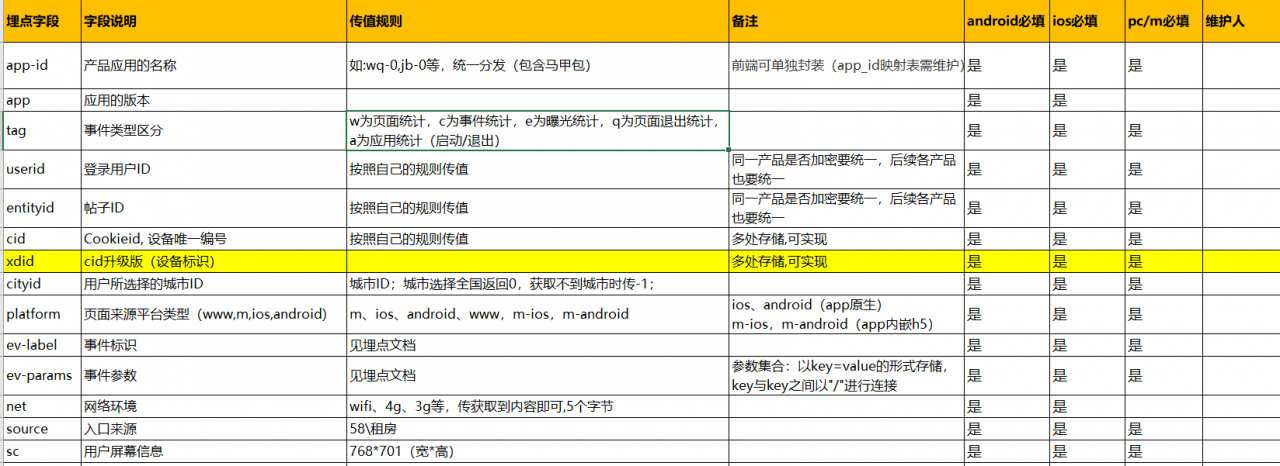 埋点字段 字段说明 传值规则 备注 android必填 ios必填 pc/m必填 维护人
app-id 产品应用的名称 如:wq-0,jb-0等，统一分发（包含马甲包） 前端可单独封装（app_id映射表需维护) 是 是 是
app 应用的版本 是 是
tag 事件类型区分 w为页面统计，c为事件统计，e为曝光统计，q为页面退出统计， 是 是 是
a为应用统计（启动/退出）
userid 登录用户ID 按照自己的规则传值 同一产品是否加密要统一，后续各产品 是 是 是
也要统一
entityid 帖子ID 按照自己的规则传值 同一产品是否加密要统一，后续各产品 是 是 是
也要统一
cid Cookieid, 设备唯一编号 按照自己的规则传值 多处存储,可实现 是 是 是
xdid cid升级版（设备标识） 多处存储,可实现 是 是 是
cityid 用户所选择的城市ID 城市ID；城市选择全国返回0，获取不到城市时传-1； 是 是 是
platform 页面来源平台类型（www,m,ios,android) m、ios、android、www，m-ios，m-android ios、android（app原生） 是 是 是
m-ios，m-android（app内嵌h5）
ev-label 事件标识 见埋点文档 是 是 是
ev-params 事件参数 见埋点文档 参数集合：以key=value的形式存储， 是 是 是
key与key之间以"/"进行连接
net 网络环境 wifi、4g、3g等，传获取到内容即可,5个字节 是 是
source 入口来源 58\租房 是 是 是
sc 用户屏幕信息 768*701（宽*高） 是 是 是